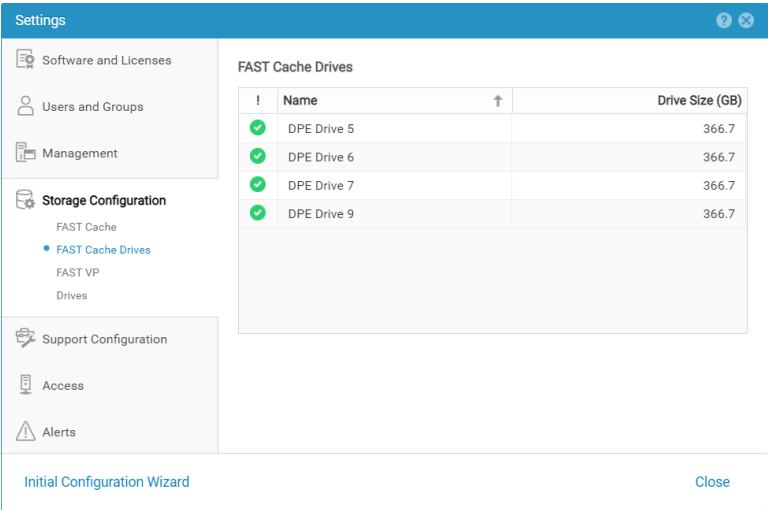 Settings
Software and Licenses
Users and Groups
Management
Storage Configuration
FAST Cache
FAST Cache Drives
FAST VP
Drives
Support Configuration
Access
Alerts
FAST Cache Drives
! Name Drive Size (GB)
DPE Drive 5 366.7
DPE Drive 6 366.7
DPE Drive 7 366.7
DPE Drive 9 366.7
Initial Configuration Wizard
Close